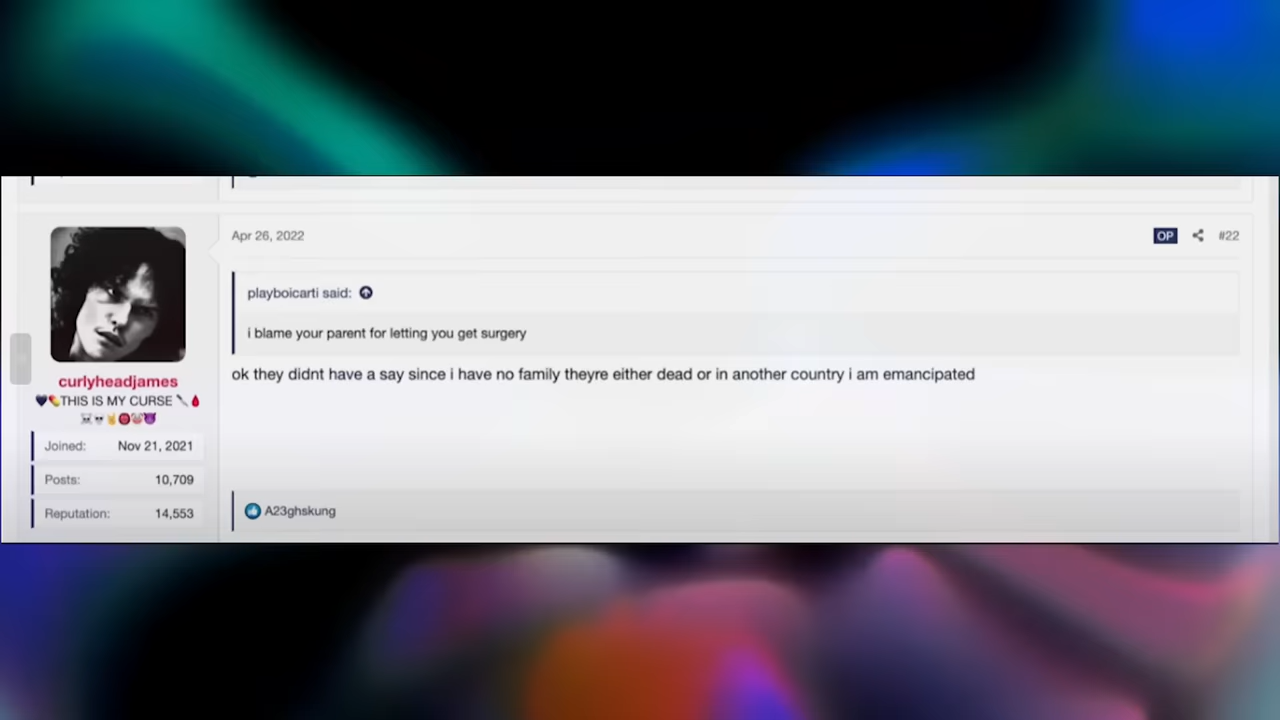 Apr 26, 2022
OP
#22
playboicarti said:
i blame your parent for letting you get surgery
ok they didnt have a say since i have no family theyre either dead or in another country i am emancipated
curlyheadjames
🖤💊THIS IS MY CURSE🔪🩸
Joined: Nov 21, 2021
Posts: 10,709
Reputation: 14,553
A23ghskung